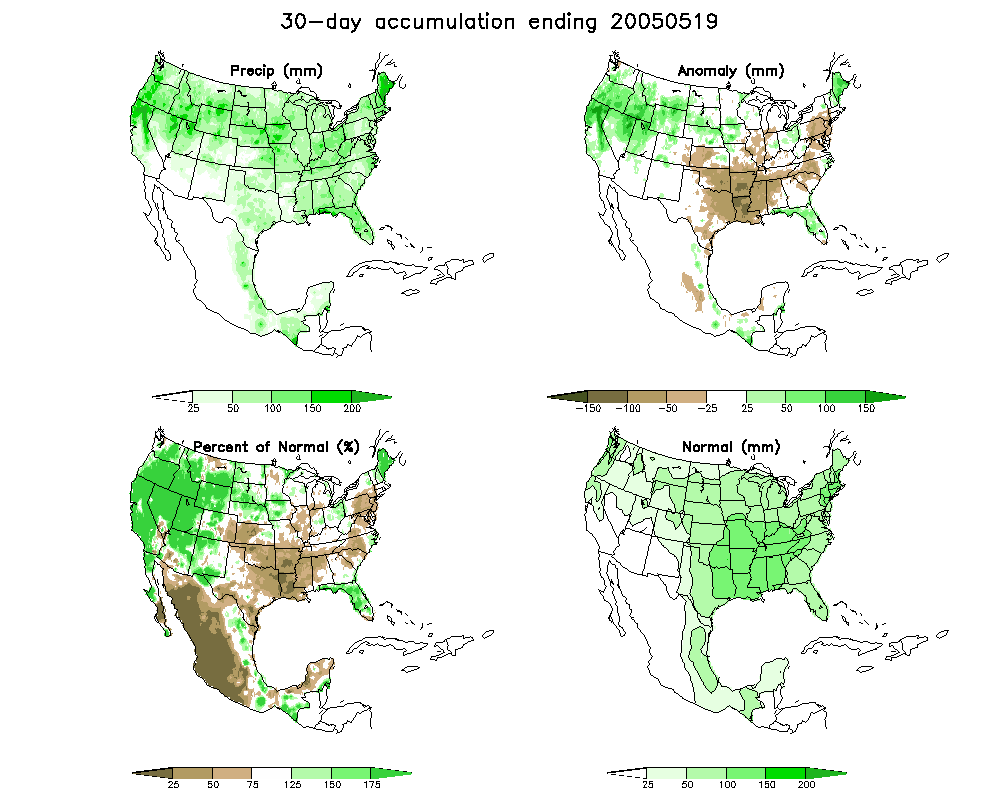 30-day accumulation ending 20050519
Precip (mm)
Anomaly (mm)
25 50 100 150 200
-150 -100 -50 -25 25 50 100 150
Percent of Normal (%)
Normal (mm)
25 50 75 125 150 175
25 50 100 150 200